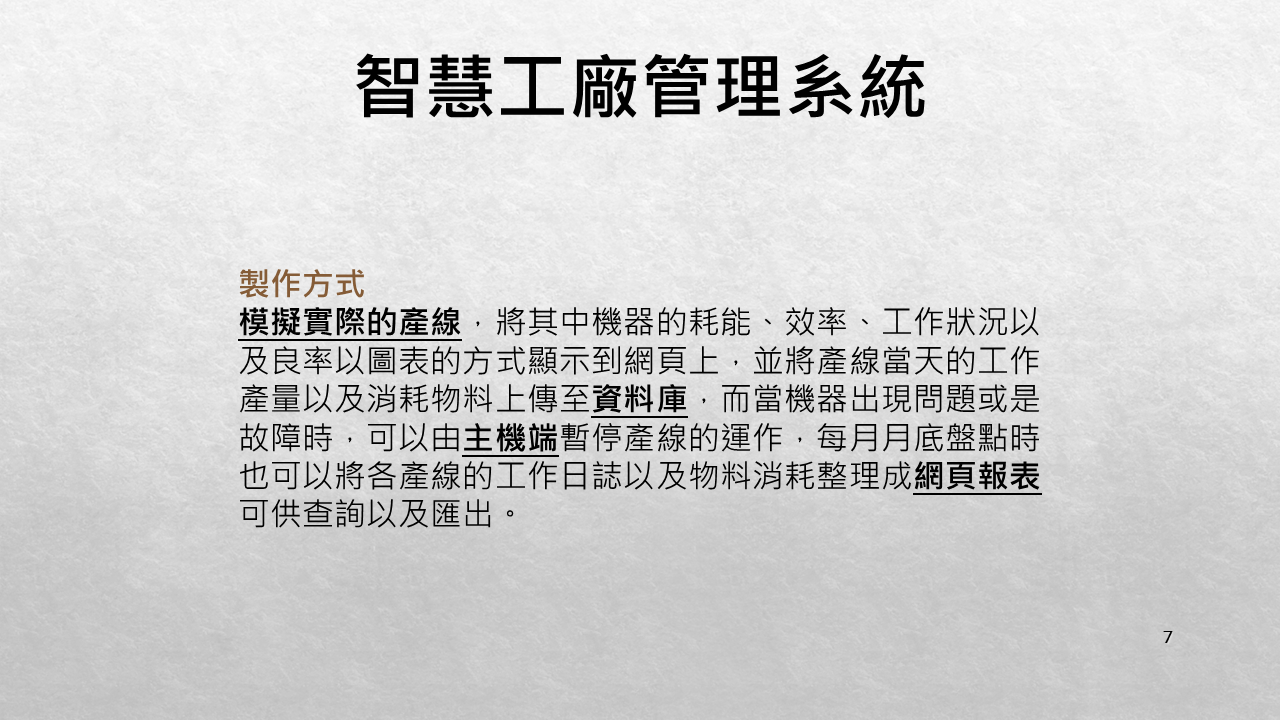 智慧工廠管理系統
製作方式
模擬實際的產線，將其中機器的耗能、效率、工作狀況以
及良率以圖表的方式顯示到網頁上，並將產線當天的工作
產量以及消耗物料上傳至資料庫，而當機器出現問題或是
故障時，可以由主機端暫停產線的運作，每月月底盤點時
也可以將各產線的工作日誌以及物料消耗整理成網頁報表
可供查詢以及匯出。
7